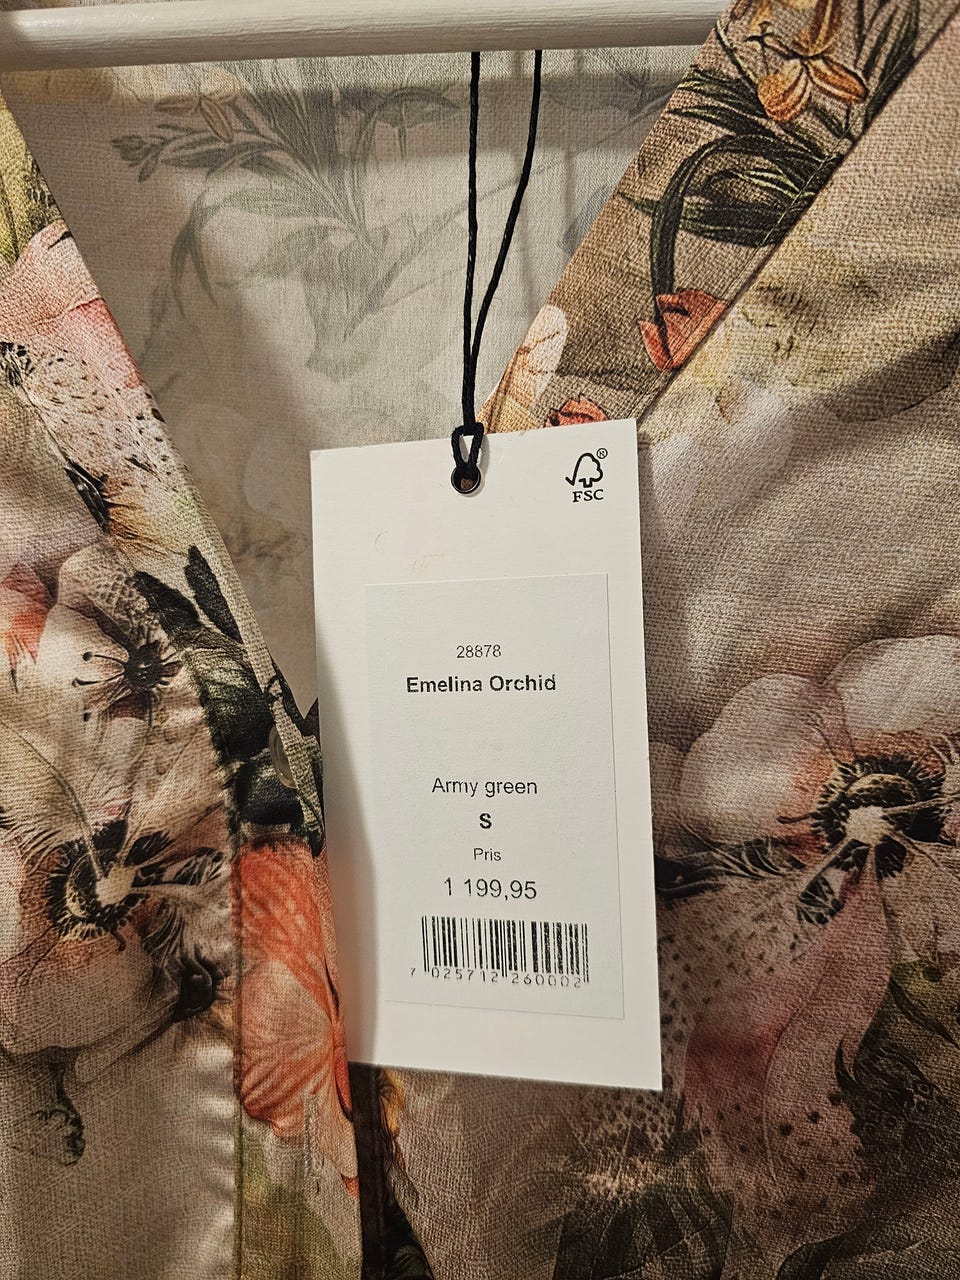 ®
FSC
28878
Emelina Orchid
Army green
S
Pris
1 199,95
7 025712 260002